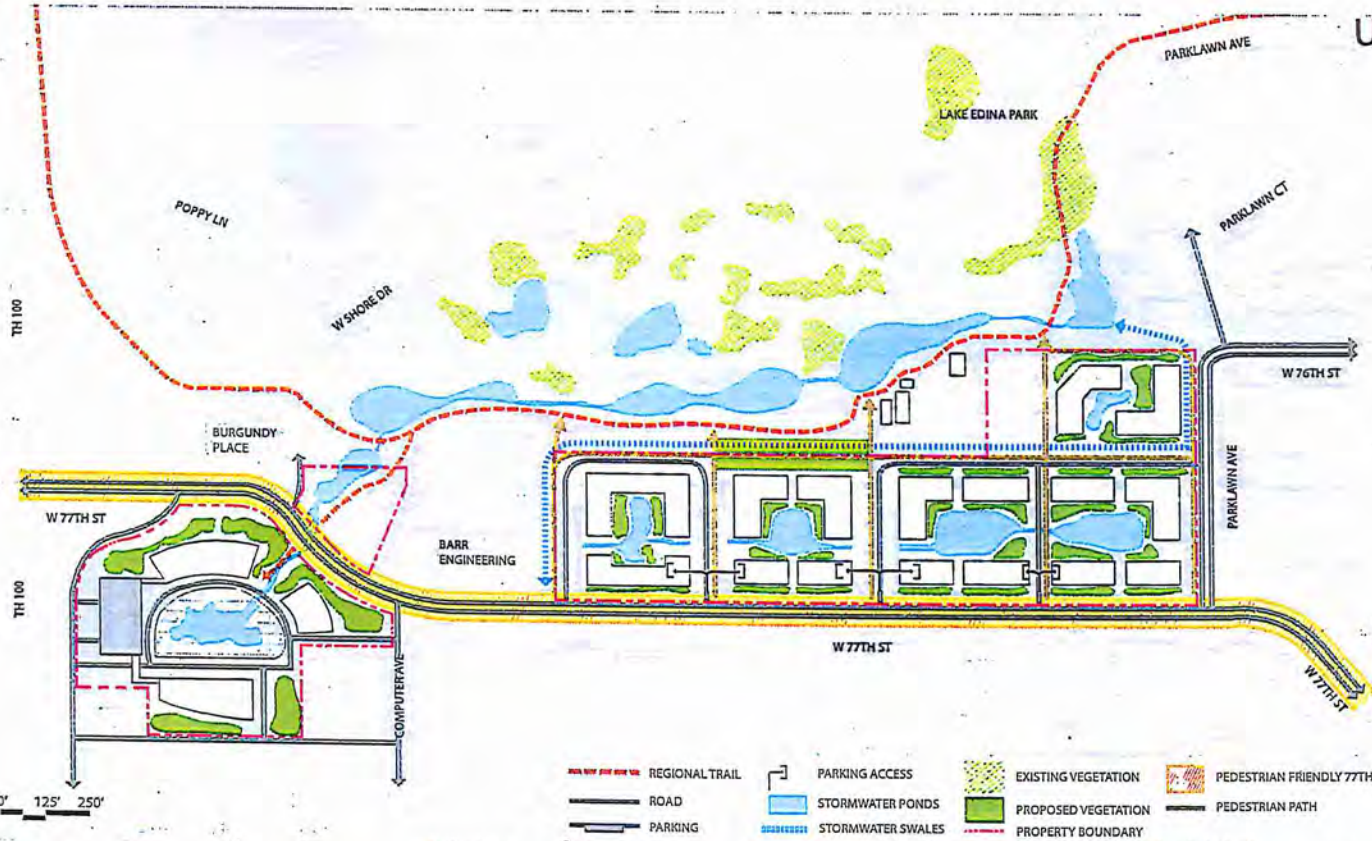 U
PARKLAWN AVE
LAKE EDINA PARK
POPPY LN
PARKLAWN CT
W SHORE DR
TH 100
W 76TH ST
BURGUNDY
PLACE
PARKLAWN AVE
W 77TH ST
BARR
ENGINEERING
TH 100
W 77TH ST
W 77TH ST
COMPUTER AVE
REGIONAL TRAIL
PARKING ACCESS
EXISTING VEGETATION
PEDESTRIAN FRIENDLY 77TH
ROAD
STORMWATER PONDS
PROPOSED VEGETATION
PEDESTRIAN PATH
PARKING
STORMWATER SWALES
PROPERTY BOUNDARY
0' 125' 250'